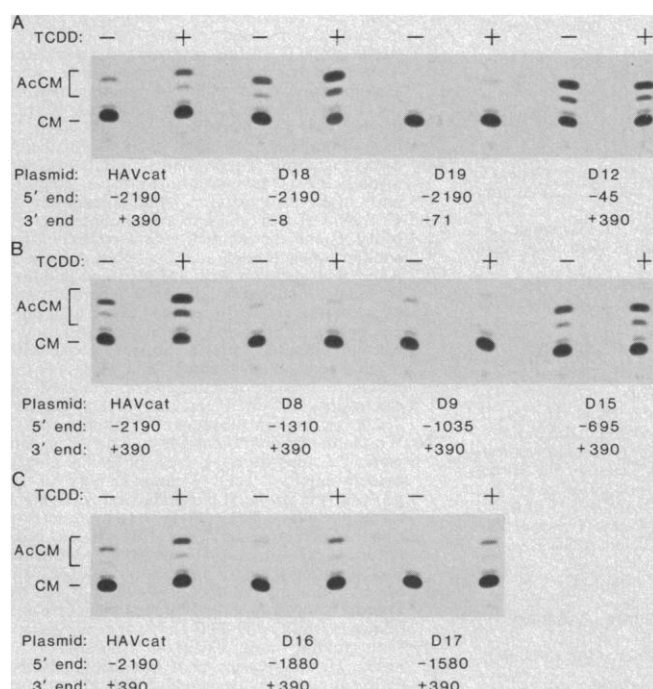 A
TCDD: − + − + − + − +
AcCM
CM −
Plasmid: HAVcat D18 D19 D12
5' end: −2190 −2190 −2190 −45
3' end +390 −8 −71 +390
B
TCDD: − + − + − + − +
AcCM
CM −
Plasmid: HAVcat D8 D9 D15
5' end: −2190 −1310 −1035 −695
3' end: +390 +390 +390 +390
C
TCDD: − + − + − +
AcCM
CM −
Plasmid: HAVcat D16 D17
5' end: −2190 −1880 −1580
3' end: +390 +390 +390